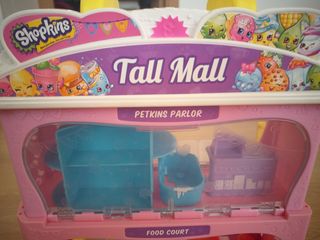 Shopkins
Tall Mall
PETKINS PARLOR
FOOD COURT